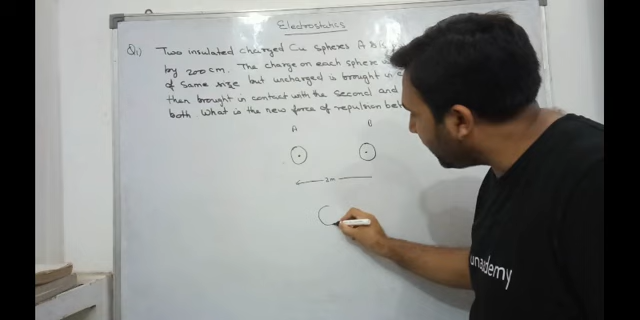 Electrostatics
Q1) Two insulated charged Cu spheres A &
by 200 cm. The charge on each sphere
of same size but uncharged is brought in
then brought in contact with the second and
both What is the new force of repulsion
A B
2m
unacademy